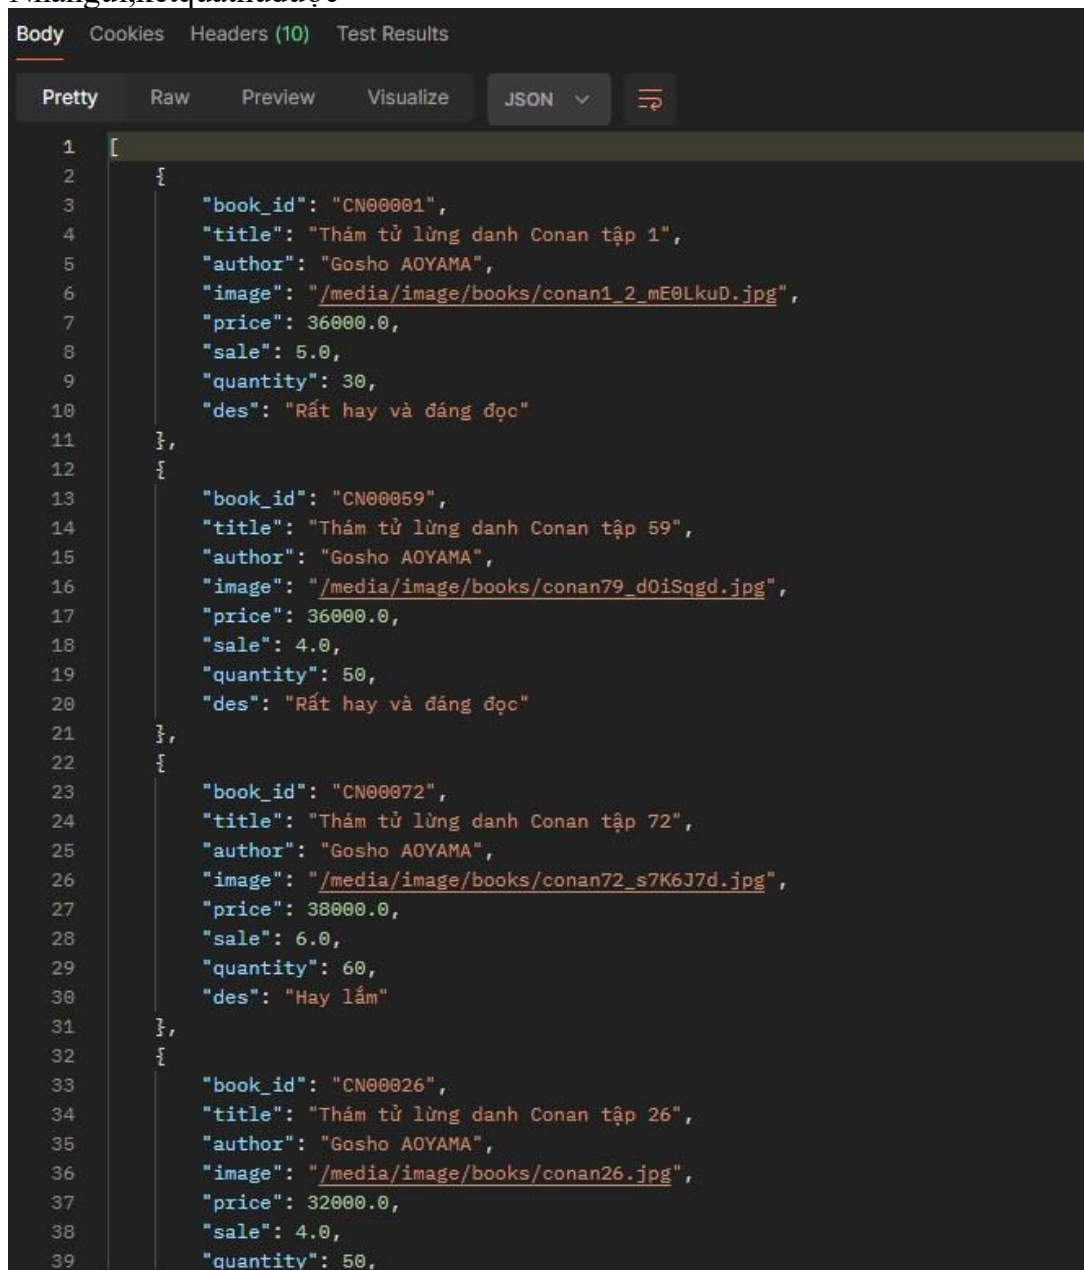 Body Cookies Headers (10) Test Results
Pretty Raw Preview Visualize JSON
1 [
2 {
3 "book_id": "CN00001",
4 "title": "Thám tử lừng danh Conan tập 1",
5 "author": "Gosho AOYAMA",
6 "image": "/media/image/books/conan1_2_mE0LkuD.jpg",
7 "price": 36000.0,
8 "sale": 5.0,
9 "quantity": 30,
10 "des": "Rất hay và đáng đọc"
11 },
12 {
13 "book_id": "CN00059",
14 "title": "Thám tử lừng danh Conan tập 59",
15 "author": "Gosho AOYAMA",
16 "image": "/media/image/books/conan79_dOiSqgd.jpg",
17 "price": 36000.0,
18 "sale": 4.0,
19 "quantity": 50,
20 "des": "Rất hay và đáng đọc"
21 },
22 {
23 "book_id": "CN00072",
24 "title": "Thám tử lừng danh Conan tập 72",
25 "author": "Gosho AOYAMA",
26 "image": "/media/image/books/conan72_s7K6J7d.jpg",
27 "price": 38000.0,
28 "sale": 6.0,
29 "quantity": 60,
30 "des": "Hay lắm"
31 },
32 {
33 "book_id": "CN00026",
34 "title": "Thám tử lừng danh Conan tập 26",
35 "author": "Gosho AOYAMA",
36 "image": "/media/image/books/conan26.jpg",
37 "price": 32000.0,
38 "sale": 4.0,
39 "quantity": 50,